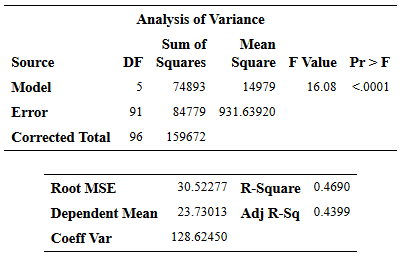 Analysis of Variance
Sum of Mean
Source DF Squares Square F Value Pr > F
Model 5 74893 14979 16.08 <.0001
Error 91 84779 931.63920
Corrected Total 96 159672
Root MSE 30.52277 R-Square 0.4690
Dependent Mean 23.73013 Adj R-Sq 0.4399
Coeff Var 128.62450